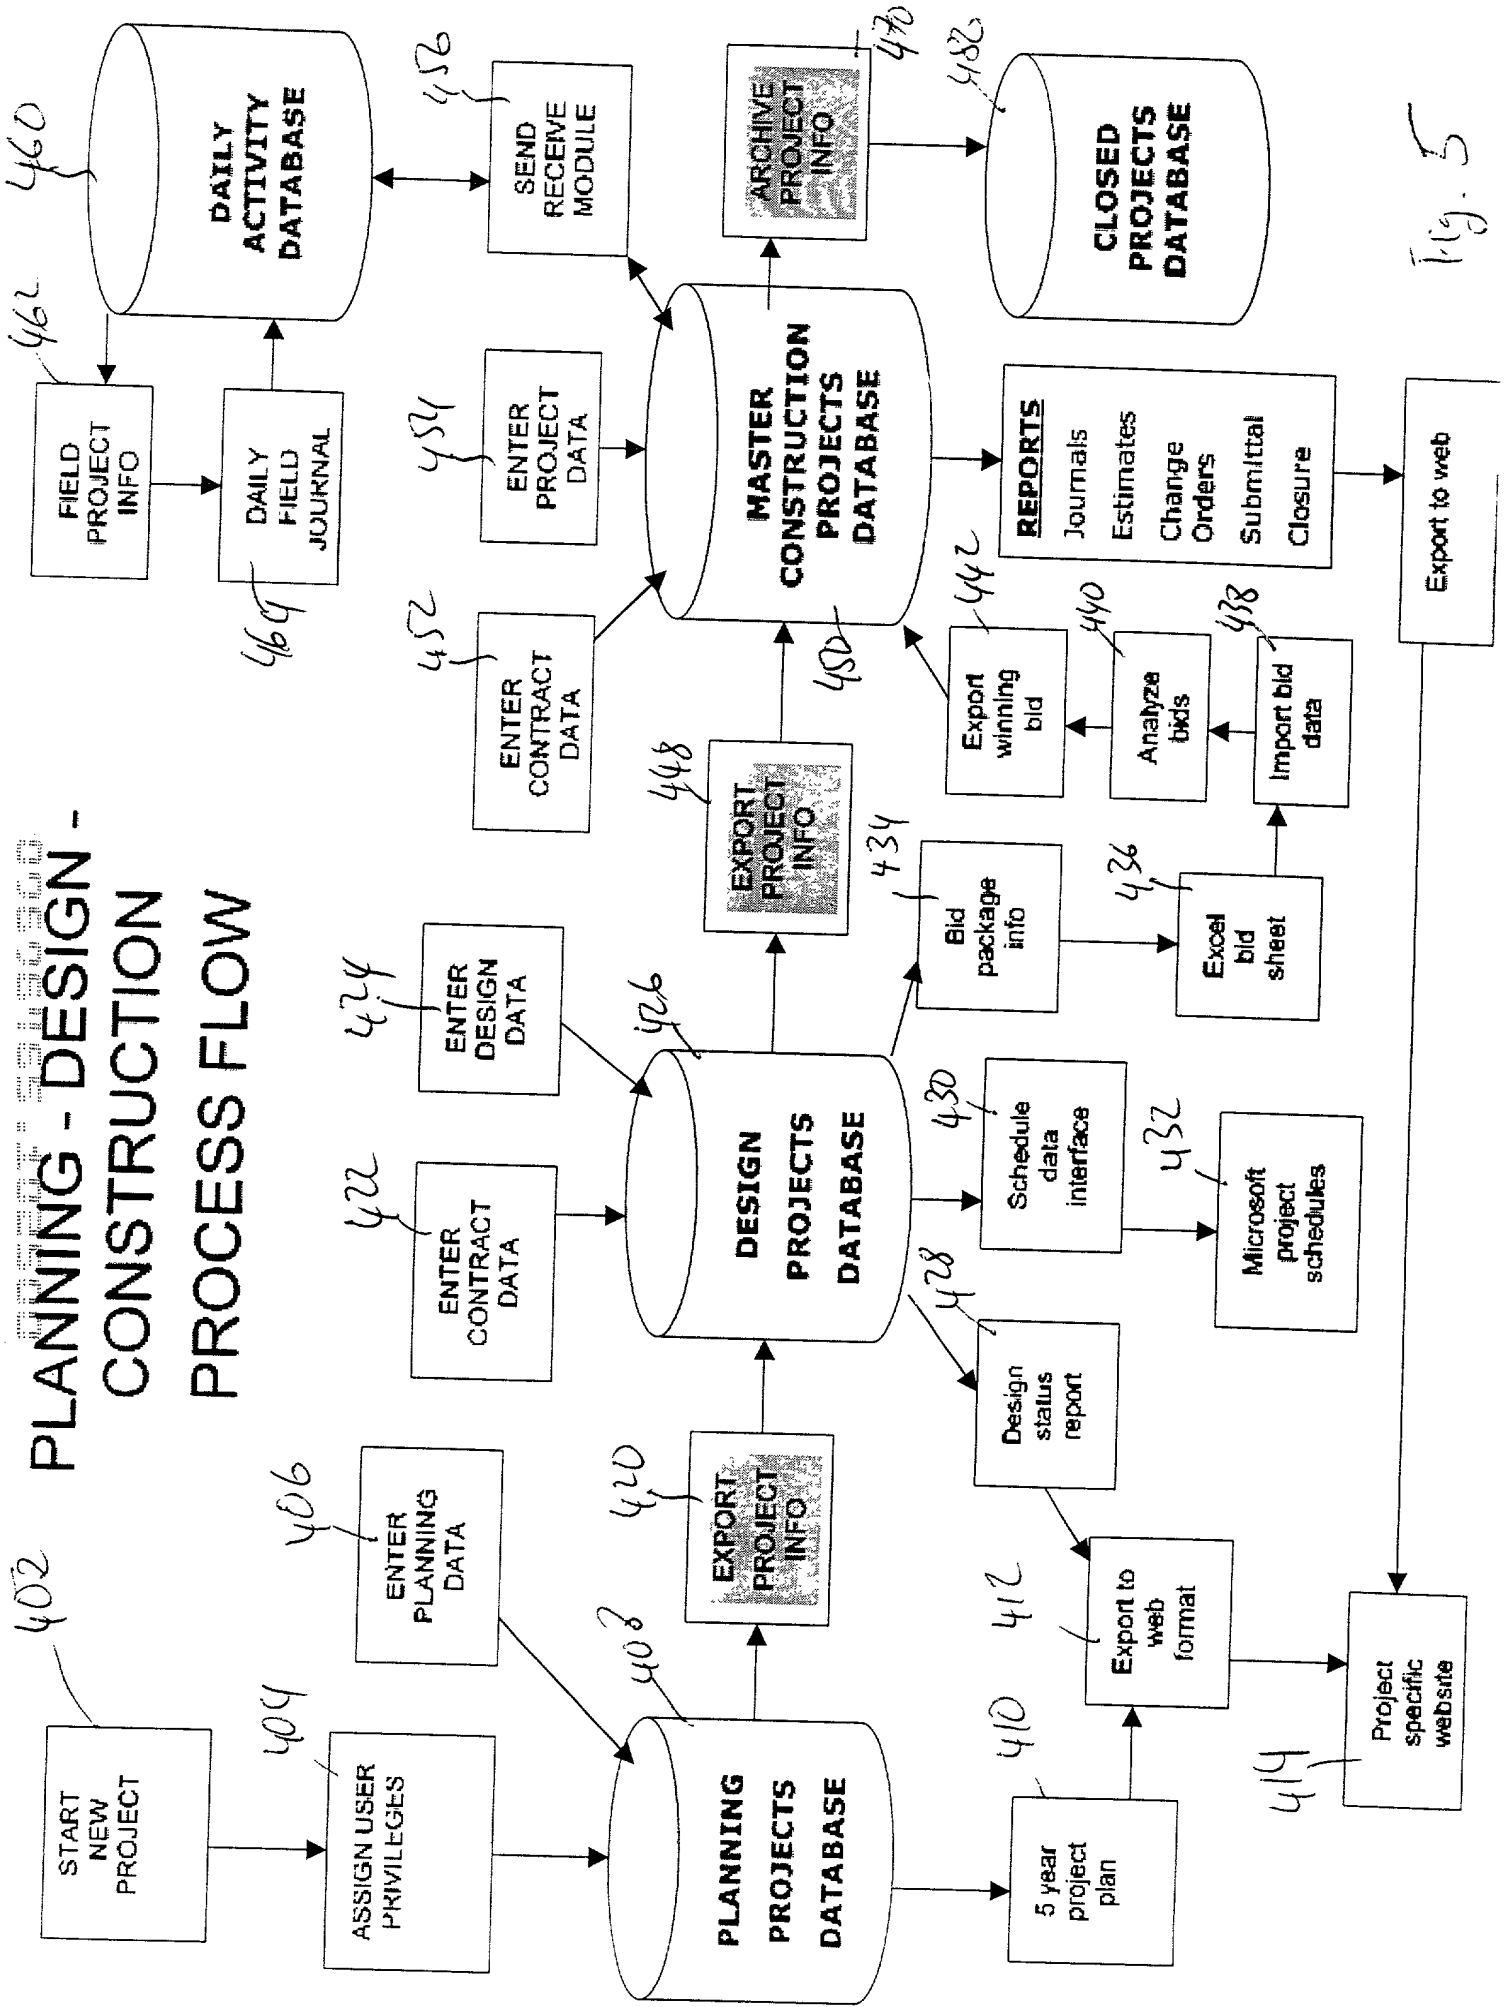 PLANNING - DESIGN -
CONSTRUCTION
PROCESS FLOW
402
START
NEW
PROJECT
404
ASSIGN USER
PRIVILEGES
406
ENTER
PLANNING
DATA
408
PLANNING
PROJECTS
DATABASE
410
5 year
project
plan
412
Export to
web
format
414
Project
specific
website
420
EXPORT
PROJECT
INFO
422
ENTER
CONTRACT
DATA
424
ENTER
DESIGN
DATA
426
DESIGN
PROJECTS
DATABASE
428
Design
status
report
430
Schedule
data
interface
432
Microsoft
project
schedules
434
Bid
package
info
436
Excel
bid
sheet
438
Import bid
data
440
Analyze
bids
442
Export
winning
bid
448
EXPORT
PROJECT
INFO
450
MASTER
CONSTRUCTION
PROJECTS
DATABASE
452
ENTER
CONTRACT
DATA
454
ENTER
PROJECT
DATA
456
SEND
RECEIVE
MODULE
460
DAILY
ACTIVITY
DATABASE
462
FIELD
PROJECT
INFO
464
DAILY
FIELD
JOURNAL
470
ARCHIVE
PROJECT
INFO
482
CLOSED
PROJECTS
DATABASE
REPORTS
Journals
Estimates
Change
Orders
Submittal
Closure
Export to web
Fig. 5